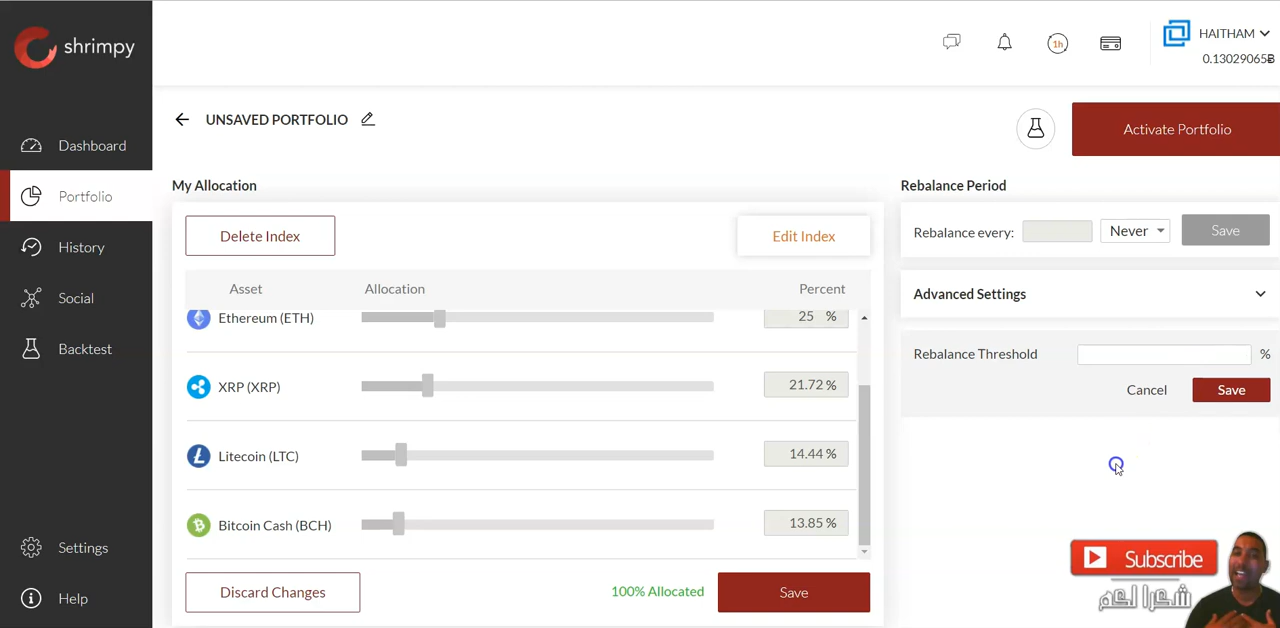 shrimpy
1h
HAITHAM
0.13029065Ƀ
Dashboard
Portfolio
History
Social
Backtest
Settings
Help
UNSAVED PORTFOLIO
Activate Portfolio
My Allocation
Delete Index
Edit Index
Asset Allocation Percent
Ethereum (ETH) 25 %
XRP (XRP) 21.72 %
Litecoin (LTC) 14.44 %
Bitcoin Cash (BCH) 13.85 %
Discard Changes
100% Allocated
Save
Rebalance Period
Rebalance every: Never Save
Advanced Settings
Rebalance Threshold %
Cancel Save
Subscribe
شكرا لكم